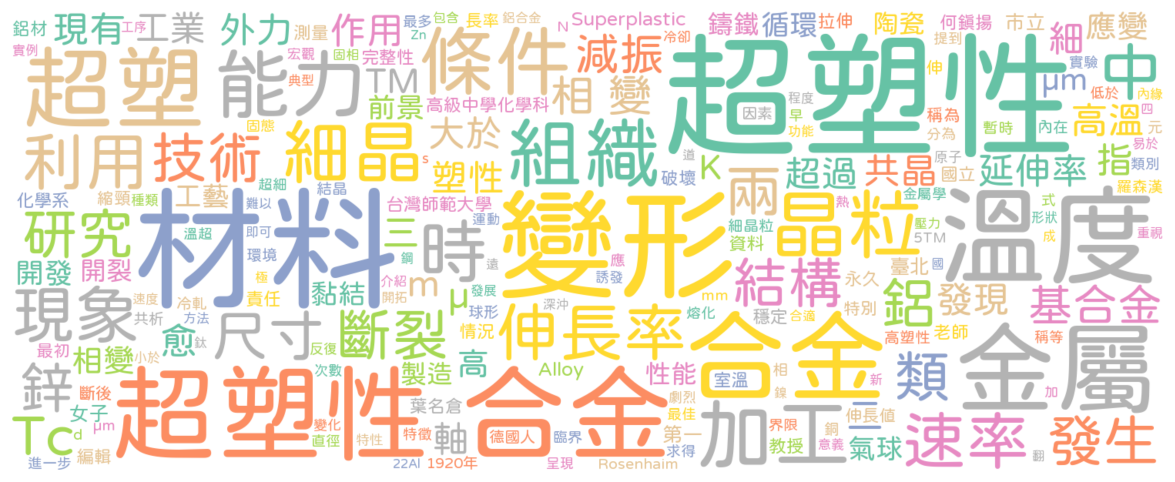 鋁材 現有 工業 外力 測量 作用 最多 包含 長率 鋁合金 N Superplastic 鑄鐵 循環 拉伸 陶瓷 何鎮揚 市立 應變
工序 實例 宏觀 固相 完整性 Zn 冷卻 減振 提到 細 實驗
超塑 能力 典型 TM 條件 相變 超塑性 伸 μm 中 內緣
前景 高級中學化學科 程度 因素 早 功能 稱為 分為 暫時 內在 高溫 低於 四 元 易於
固態 大於
利用 技術 細晶 s 塑性 組織 道 K 破壞 超過 共晶 原子 國立 延伸率 指 類別
化學系 縮頸 種類 工藝 超細 難以 結晶 台灣師範大學 兩 熱 金屬學 羅森漢
研究 溫超 即可 環境 材料 三 運動 鋼 時 遠 變形 細晶粒 資料 晶粒 壓力 5TM 溫度 式 形狀 成 重視
開發 開裂 極 責任 黏結 介紹 開拓 m μ 發展 球形 應 誘發 結構 永久 臺北 國
現象 速度 共析 冷軋 方法 鈦 尺寸 反復 斷裂 情況 伸長率 深沖 mm 熔化 穩定 合適 特別 鋁 發現 基合金
最初 相變 小於 愈 次數 製造 高 Alloy 性能 室溫 相 鎳 高塑性 老師 稱等
鋅 斷後 女子 μm 超塑性 葉名倉 合金 劇烈 最佳 合金 新 類 金屬 加
Tc d 編輯 變化 直徑 特性 特徵 軸 德國人 臨界 第一 求得 加工 界限 教授 銅 意義 二 伸長值 氣球 速率 翻 發生
進一步 22Al 1920年 呈現 Rosenhaim